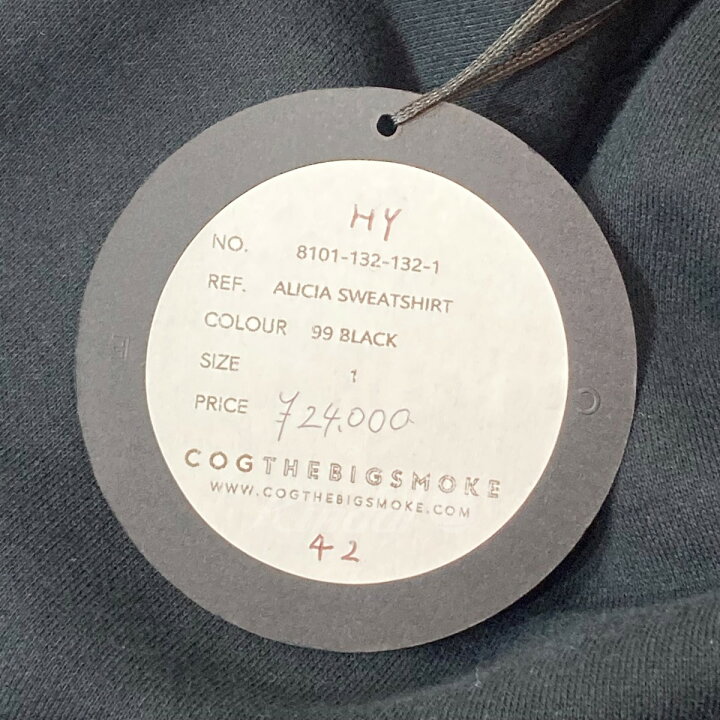 HY
NO. 8101-132-132-1
REF. ALICIA SWEATSHIRT
COLOUR 99 BLACK
SIZE 1
PRICE ¥24,000
COGTHEBIGSMOKE
WWW.COGTHEBIGSMOKE.COM
42